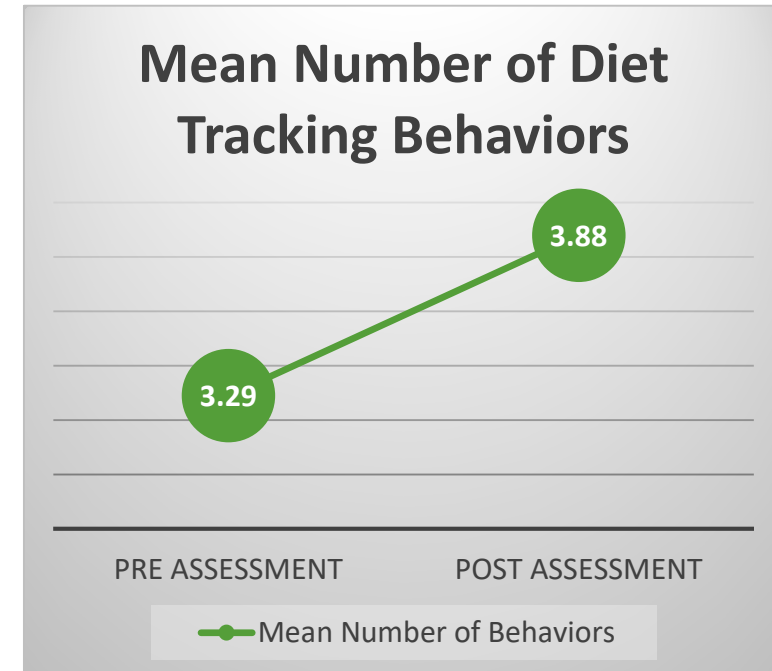 Mean Number of Diet
Tracking Behaviors
3.88
3.29
PRE ASSESSMENT POST ASSESSMENT
Mean Number of Behaviors